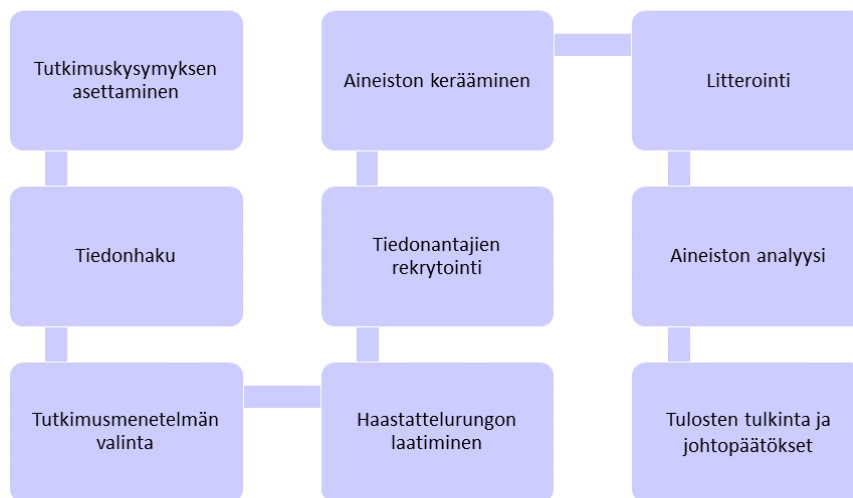 Tutkimuskysymyksen
asettaminen
Tiedonhaku
Tutkimusmenetelmän
valinta
Haastattelurungon
laatiminen
Tiedonantajien
rekrytointi
Aineiston kerääminen
Litterointi
Aineiston analyysi
Tulosten tulkinta ja
johtopäätökset